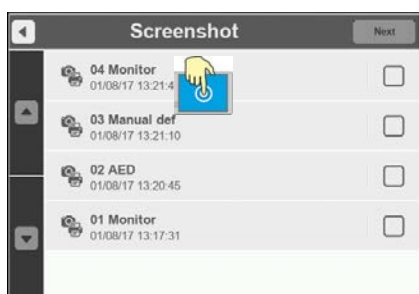 Screenshot
Next
04 Monitor
01/08/17 13:21:4
03 Manual def
01/08/17 13:21:10
02 AED
01/08/17 13:20:45
01 Monitor
01/08/17 13:17:31